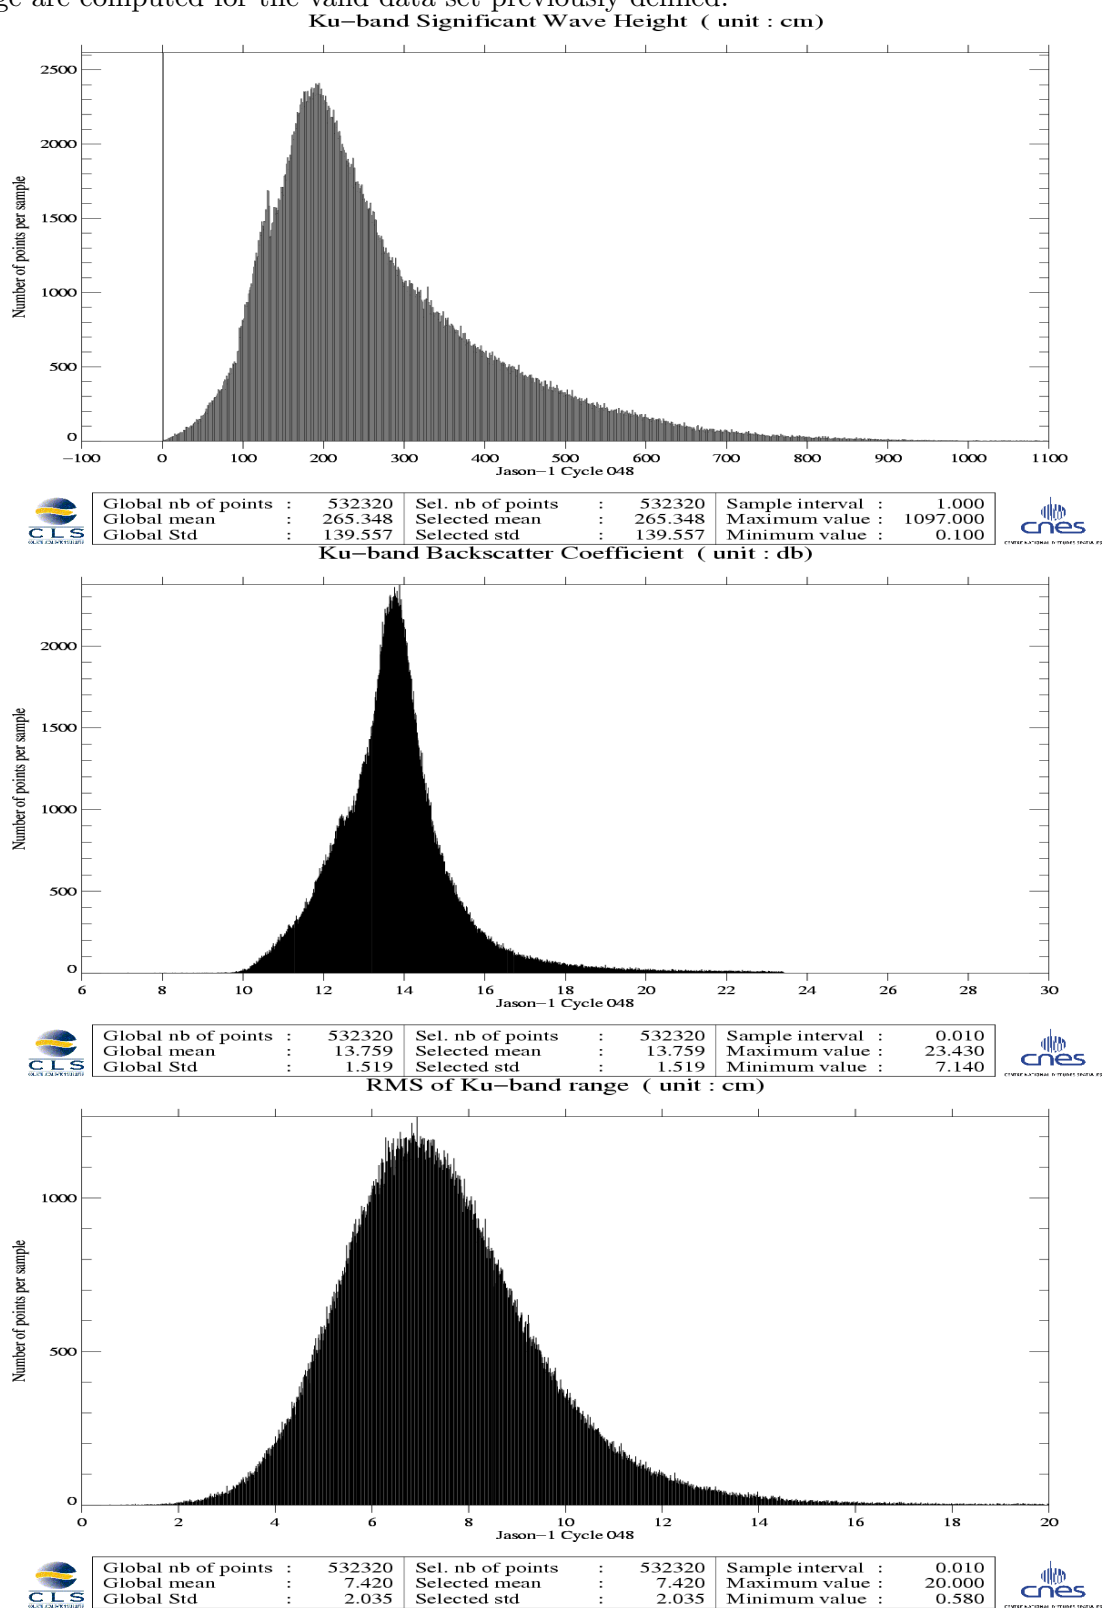 ge are computed for the valid data set previously defined.
Ku−band Significant Wave Height ( unit : cm)
Number of points per sample
2500
2000
1500
1000
500
0
−100 0 100 200 300 400 500 600 700 800 900 1000 1100
Jason−1 Cycle 048
CLS
Global nb of points : 532320 Sel. nb of points : 532320 Sample interval : 1.000
Global mean : 265.348 Selected mean : 265.348 Maximum value : 1097.000
Global Std : 139.557 Selected std : 139.557 Minimum value : 0.100
cnes
Ku−band Backscatter Coefficient ( unit : db)
Number of points per sample
2000
1500
1000
500
0
6 8 10 12 14 16 18 20 22 24 26 28 30
Jason−1 Cycle 048
CLS
Global nb of points : 532320 Sel. nb of points : 532320 Sample interval : 0.010
Global mean : 13.759 Selected mean : 13.759 Maximum value : 23.430
Global Std : 1.519 Selected std : 1.519 Minimum value : 7.140
cnes
RMS of Ku−band range ( unit : cm)
Number of points per sample
1000
500
0
0 2 4 6 8 10 12 14 16 18 20
Jason−1 Cycle 048
CLS
Global nb of points : 532320 Sel. nb of points : 532320 Sample interval : 0.010
Global mean : 7.420 Selected mean : 7.420 Maximum value : 20.000
Global Std : 2.035 Selected std : 2.035 Minimum value : 0.580
cnes